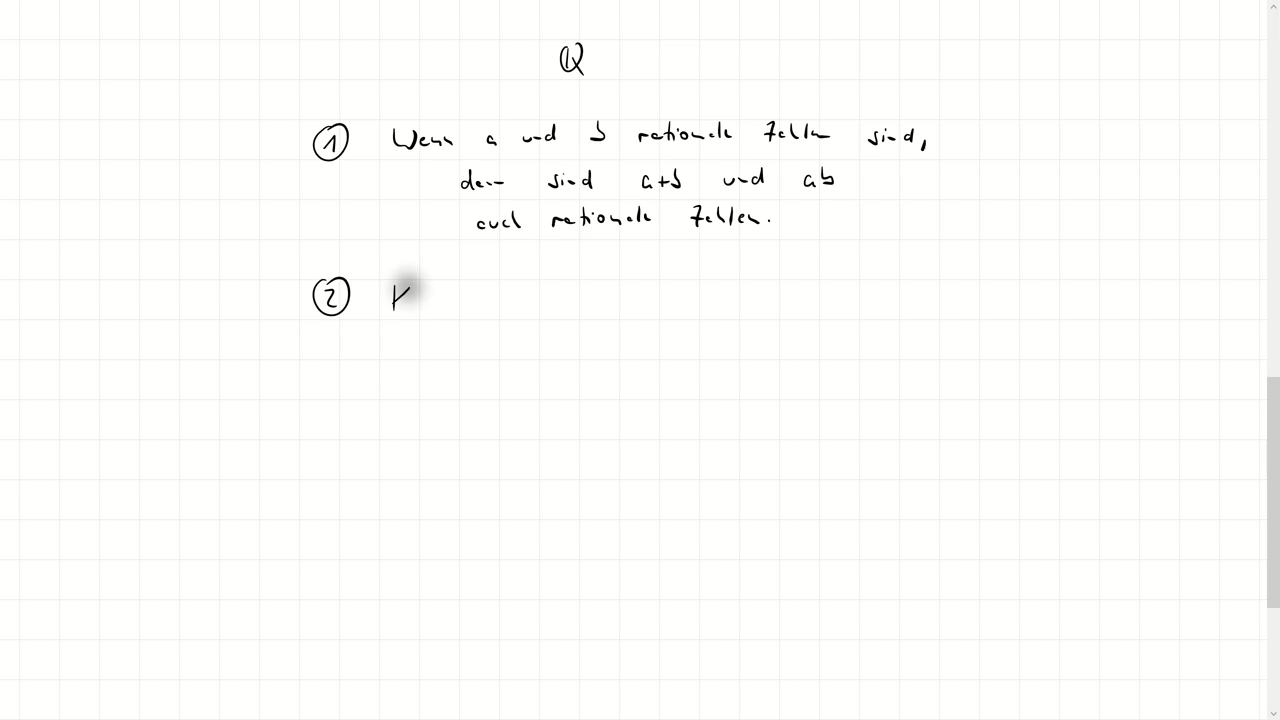 ℚ
① Wenn a und b rationale Zahlen sind,
dann sind a+b und ab
auch rationale Zahlen.
②